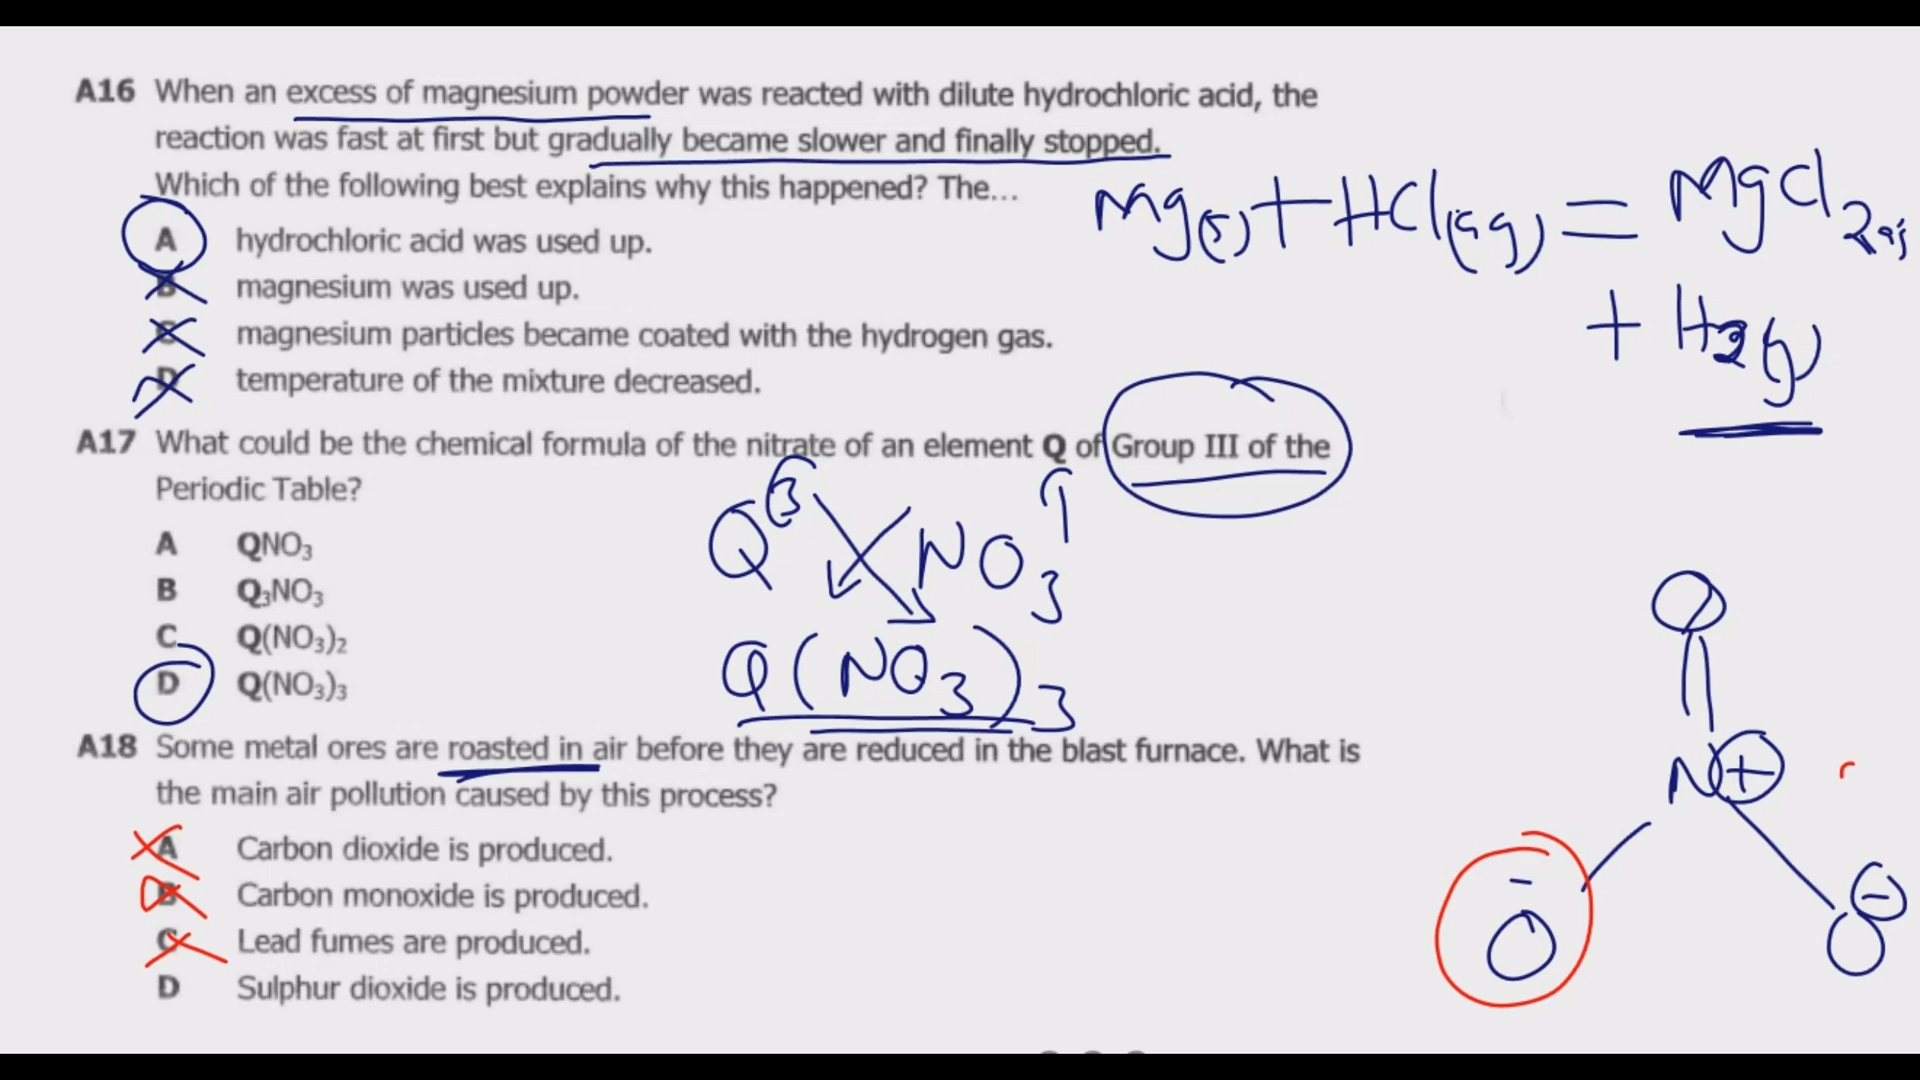 A16 When an excess of magnesium powder was reacted with dilute hydrochloric acid, the
reaction was fast at first but gradually became slower and finally stopped.
Which of the following best explains why this happened? The...
A hydrochloric acid was used up.
B magnesium was used up.
C magnesium particles became coated with the hydrogen gas.
D temperature of the mixture decreased.
Mg(s) + HCl(aq) = MgCl2aq
+ H2(g)
A17 What could be the chemical formula of the nitrate of an element Q of Group III of the
Periodic Table?
A QNO₃
B Q₃NO₃
C Q(NO₃)₂
D Q(NO₃)₃
Q3 NO3 1
Q(NO3)3
A18 Some metal ores are roasted in air before they are reduced in the blast furnace. What is
the main air pollution caused by this process?
A Carbon dioxide is produced.
B Carbon monoxide is produced.
C Lead fumes are produced.
D Sulphur dioxide is produced.
O
N +
- −
O O